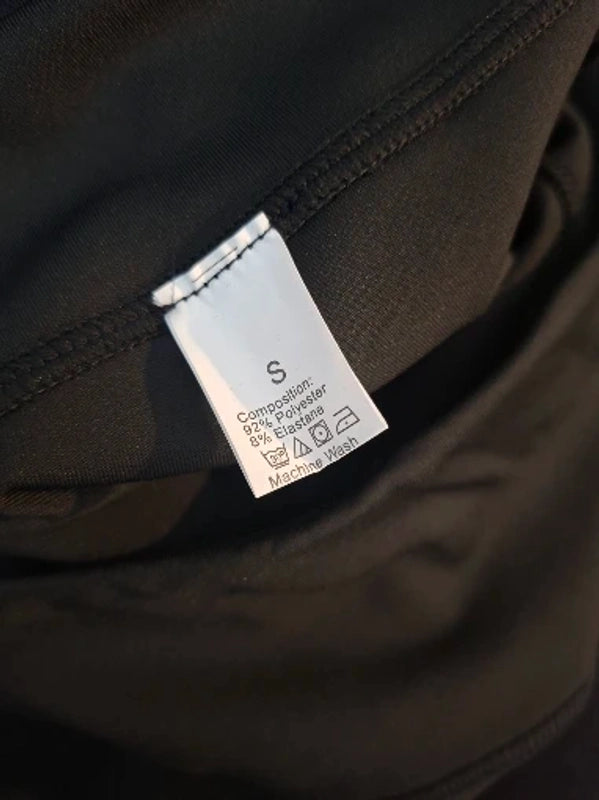 S
Composition:
92% Polyester
8% Elastane
Machine Wash